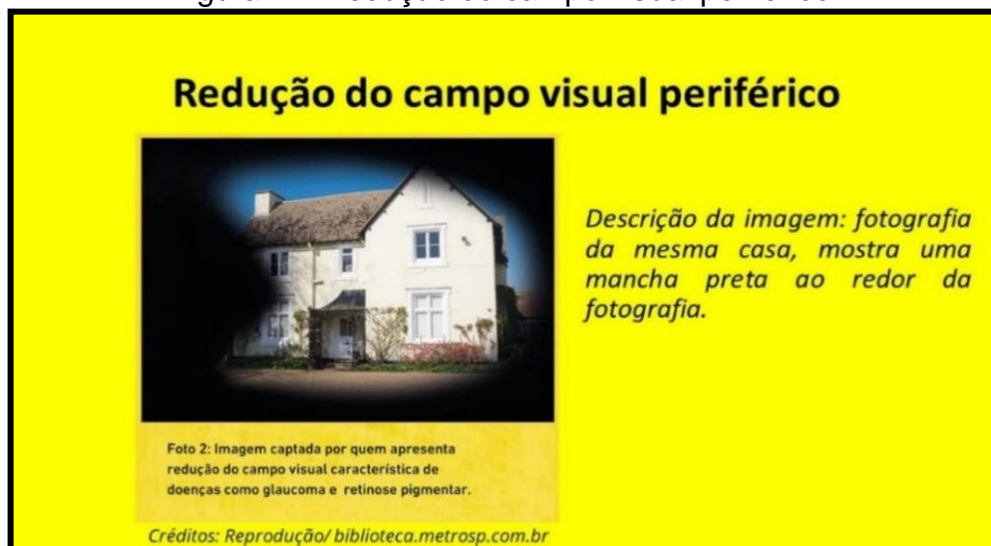 Redução do campo visual periférico
Descrição da imagem: fotografia
da mesma casa, mostra uma
mancha preta ao redor da
fotografia.
Foto 2: Imagem captada por quem apresenta
redução do campo visual característica de
doenças como glaucoma e retinose pigmentar.
Créditos: Reprodução/ biblioteca.metrosp.com.br